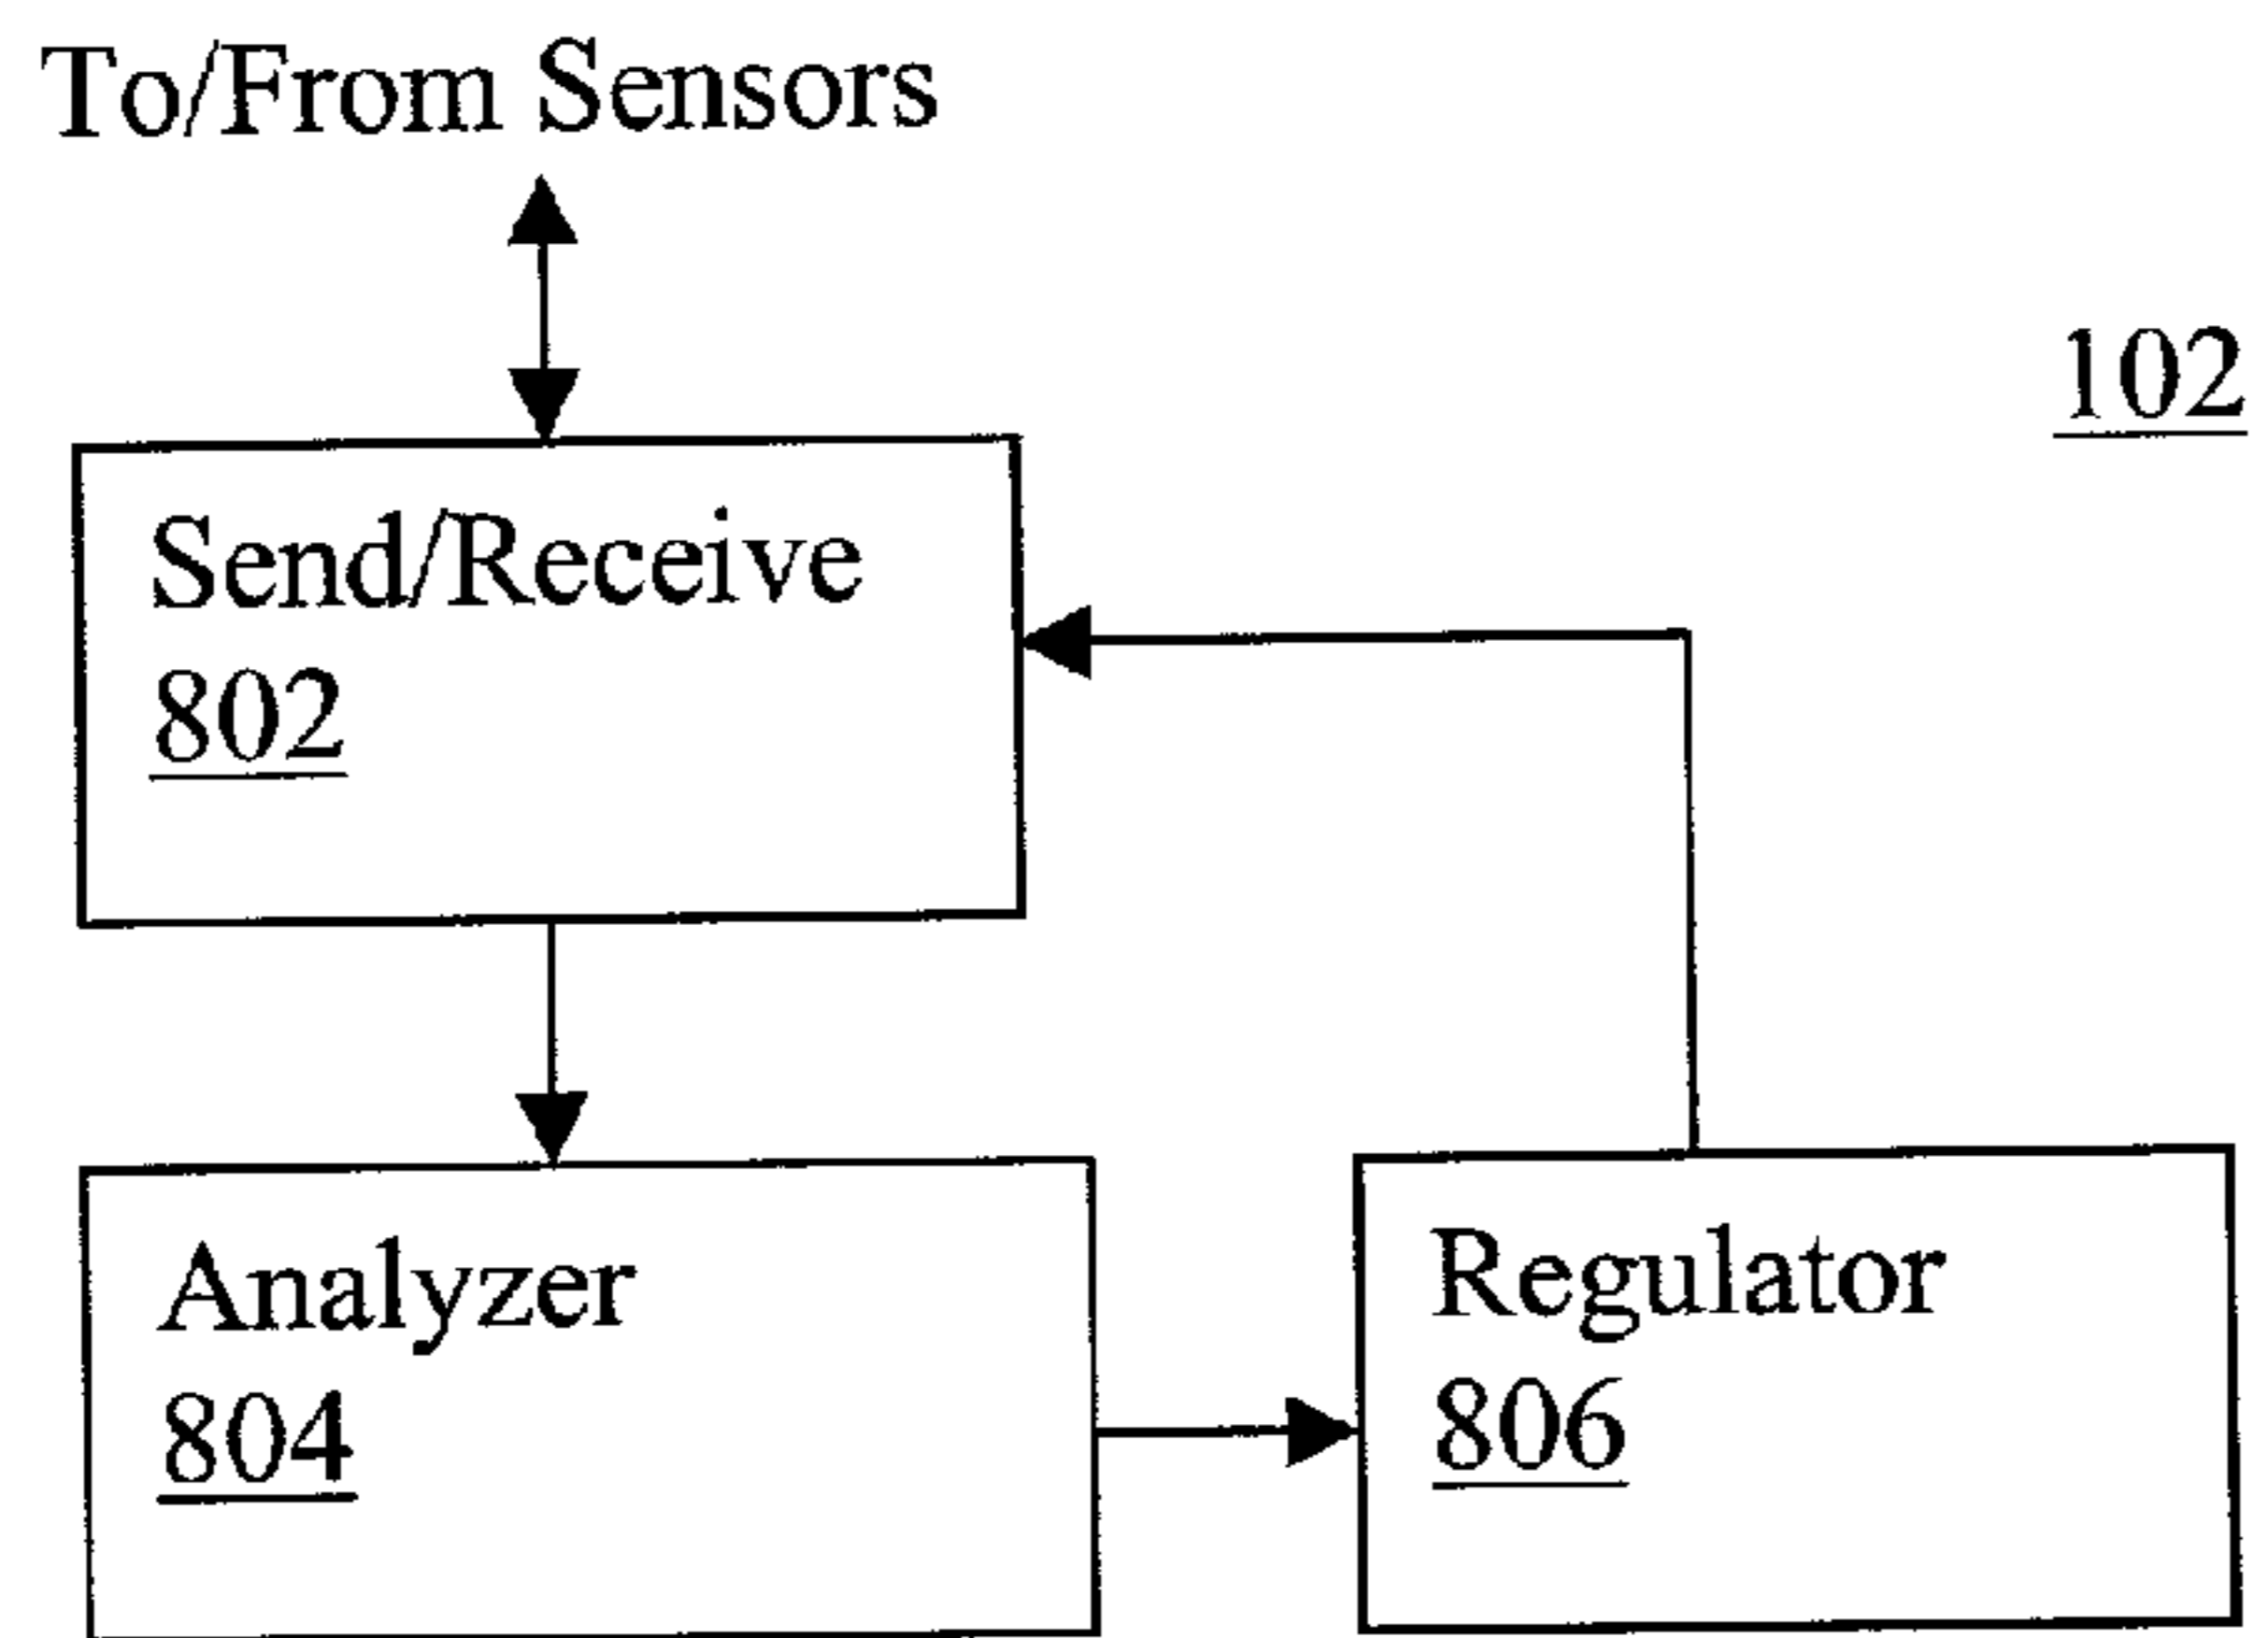 To/From Sensors
102
Send/Receive
802
Analyzer
804
Regulator
806